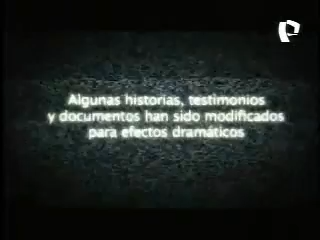 Algunas historias, testimonios
y documentos han sido modificados
para efectos dramáticos